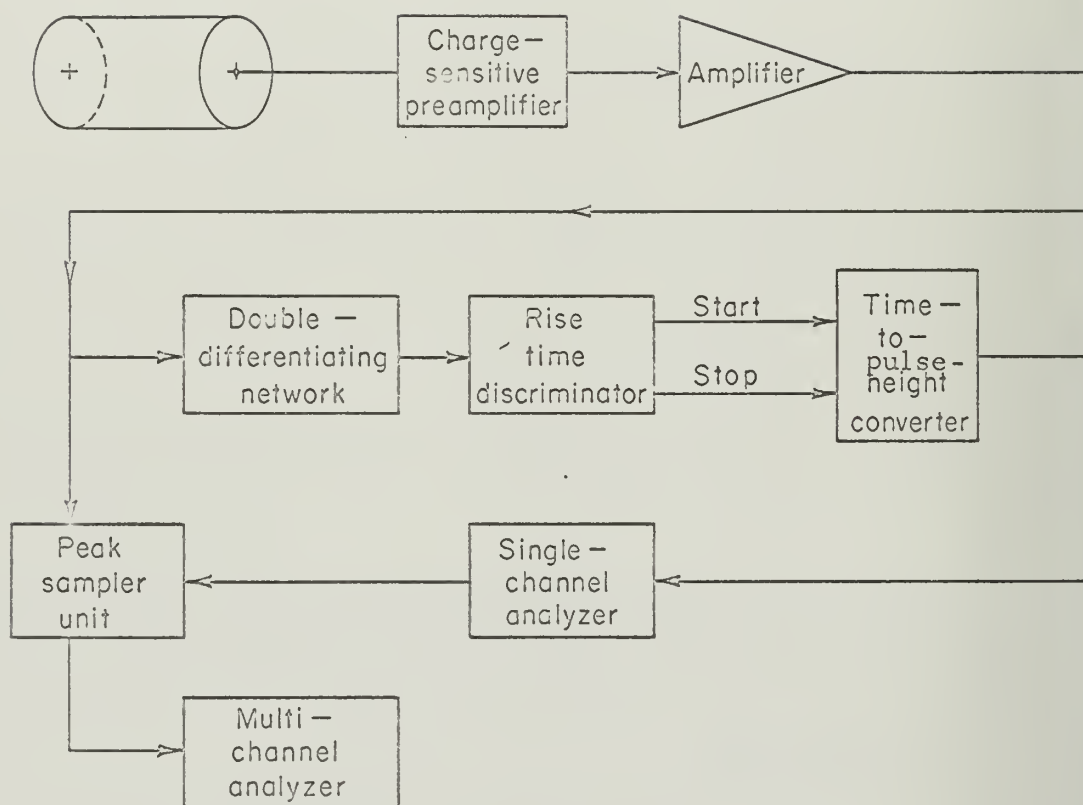 Charge—
sensitive
preamplifier
Amplifier
Double —
differentiating
network
Rise
time
discriminator
Start
Stop
Time—
to—
pulse-
height
converter
Peak
sampler
unit
Single—
channel
analyzer
Multi—
channel
analyzer